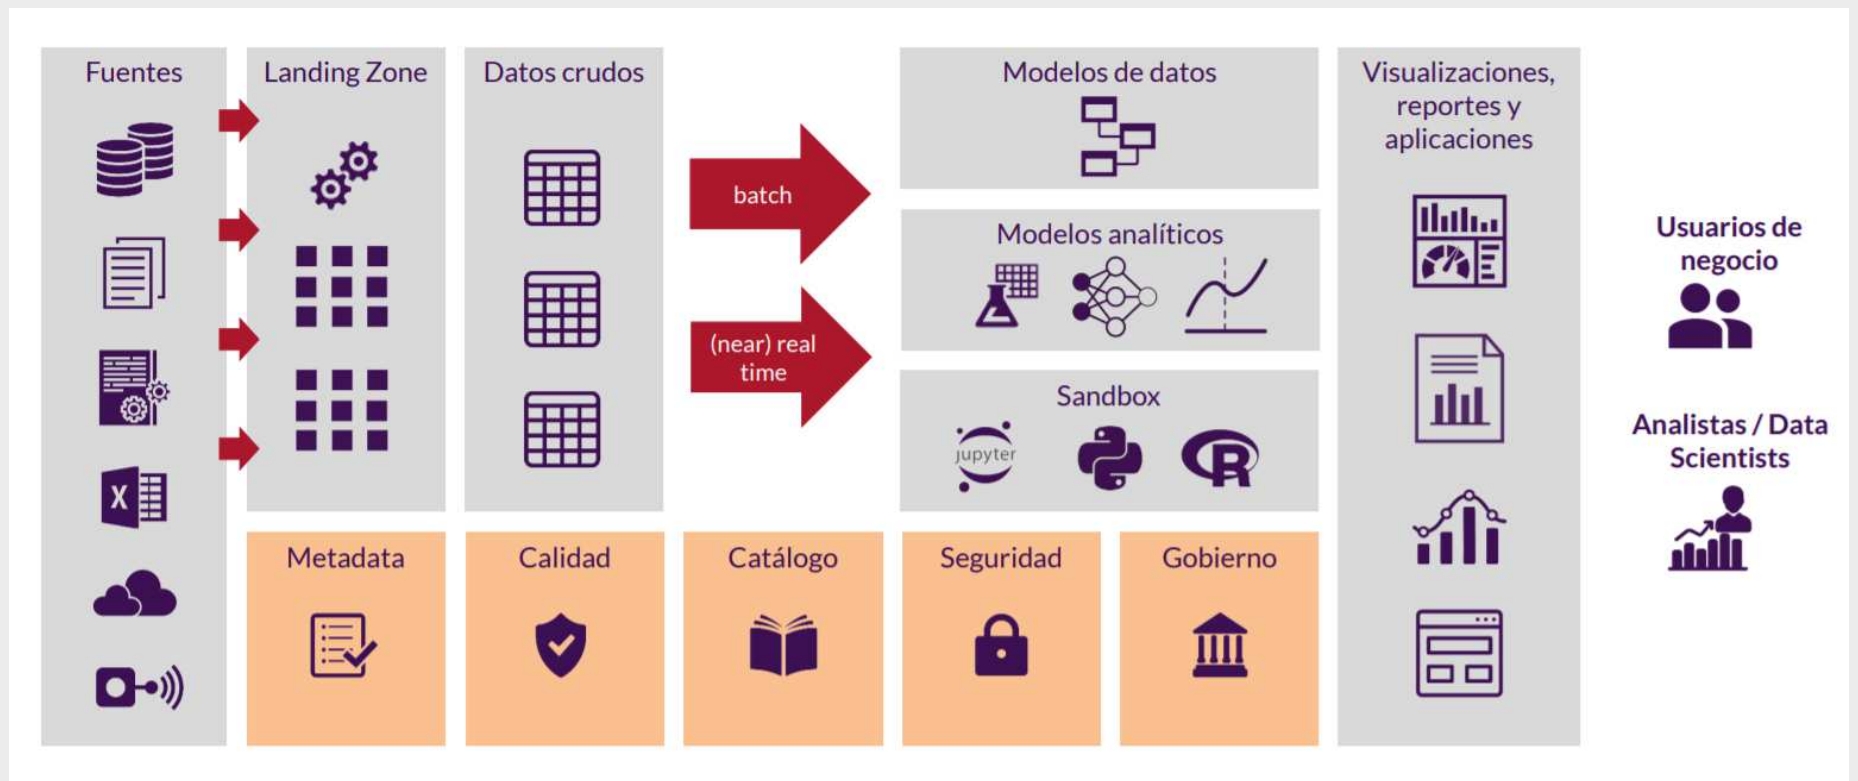 Fuentes
Landing Zone
Datos crudos
batch
(near) real
time
Modelos de datos
Modelos analíticos
Sandbox
jupyter
R
X
Visualizaciones,
reportes y
aplicaciones
Usuarios de
negocio
Analistas / Data
Scientists
Metadata
Calidad
Catálogo
Seguridad
Gobierno